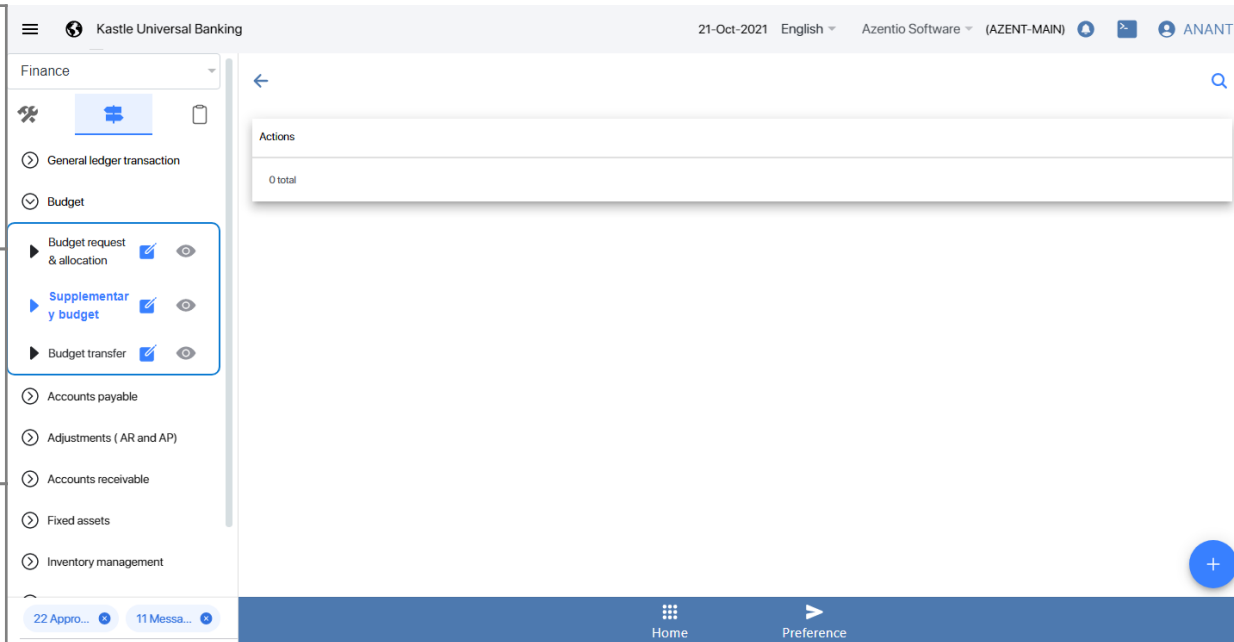 Kastle Universal Banking
21-Oct-2021 English Azentio Software (AZENT-MAIN) ANANT
Finance
General ledger transaction
Budget
Budget request
& allocation
Supplementar
y budget
Budget transfer
Accounts payable
Adjustments ( AR and AP)
Accounts receivable
Fixed assets
Inventory management
22 Appro...
11 Messa...
Actions
0 total
+
Home
Preference